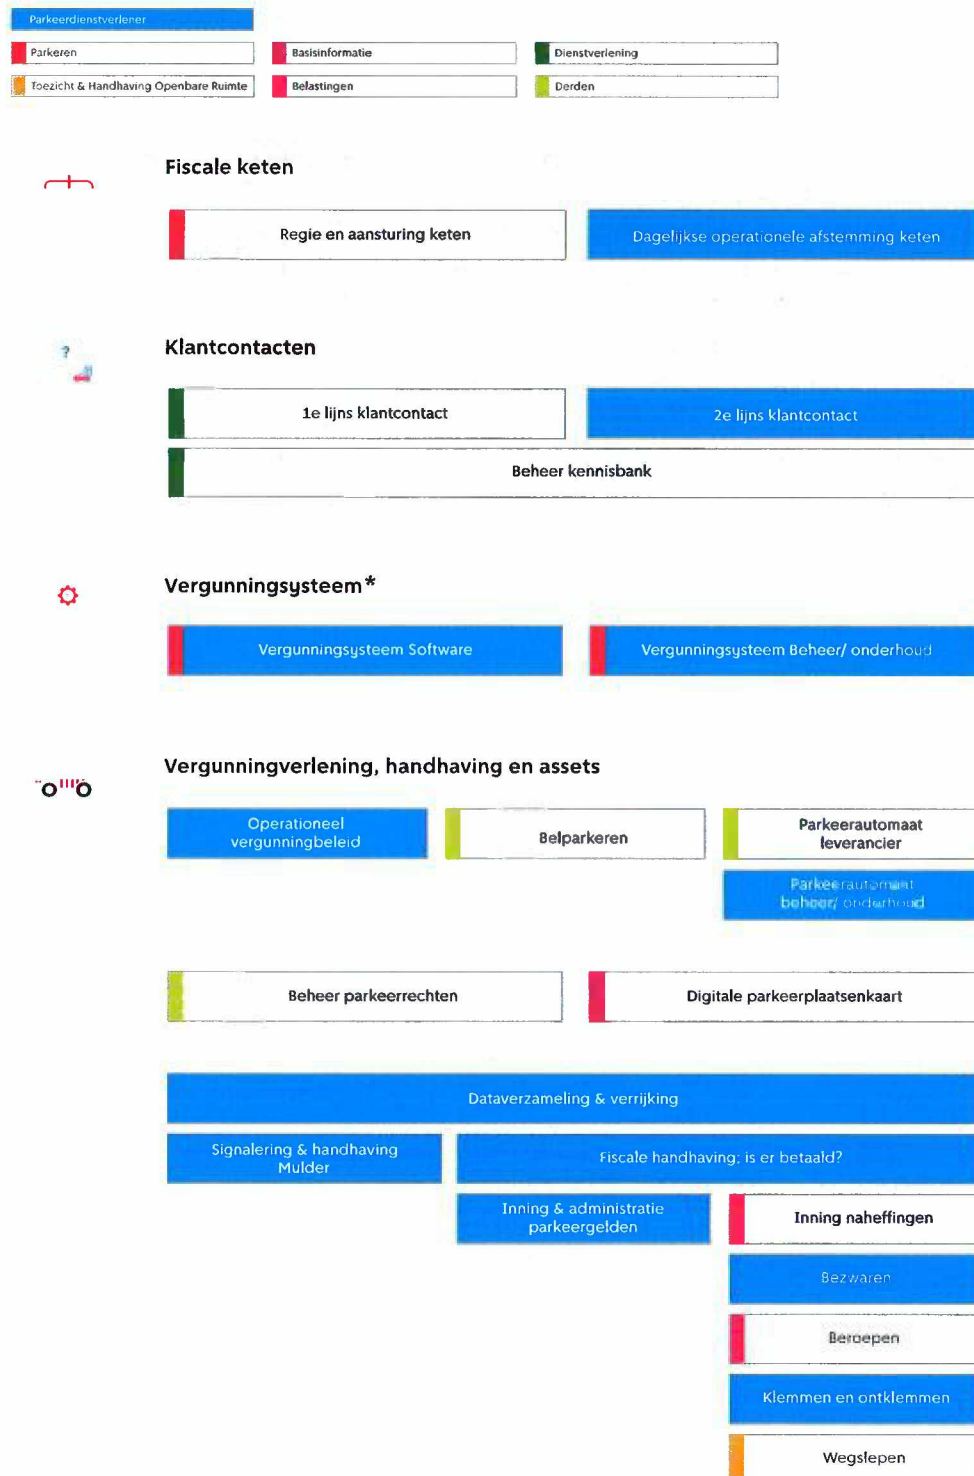 Parkeerdienstverlener
Parkeren
Basisinformatie
Dienstverlening
Toezicht & Handhaving Openbare Ruimte
Belastingen
Derden
Fiscale keten
Regie en aansturing keten
Dagelijkse operationele afstemming keten
?
Klantcontacten
1e lijns klantcontact
2e lijns klantcontact
Beheer kennisbank
Vergunningsysteem*
Vergunningsysteem Software
Vergunningsysteem Beheer/ onderhoud
Vergunningverlening, handhaving en assets
Operationeel
vergunningbeleid
Belparkeren
Parkeerautomaat
leverancier
Parkeerautomaat
beheer/ onderhoud
Beheer parkeerrechten
Digitale parkeerplaatsenkaart
Dataverzameling & verrijking
Signalering & handhaving
Mulder
Fiscale handhaving; is er betaald?
Inning & administratie
parkeergelden
Inning naheffingen
Bezwaren
Beroepen
Klemmen en ontklemmen
Wegslepen